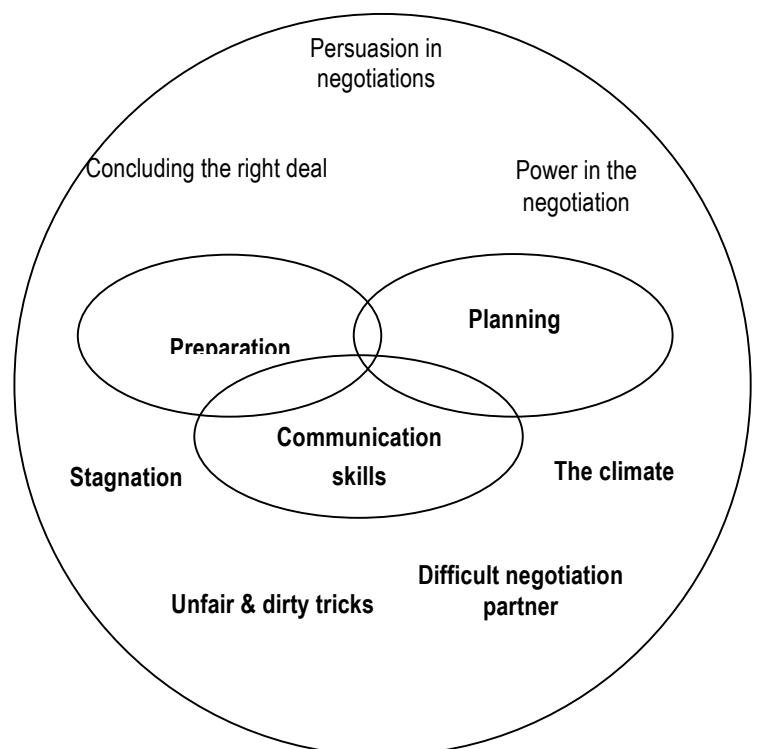 Persuasion in
negotiations
Concluding the right deal
Power in the
negotiation
Planning
Preparation
Communication
skills
Stagnation
The climate
Difficult negotiation
partner
Unfair & dirty tricks